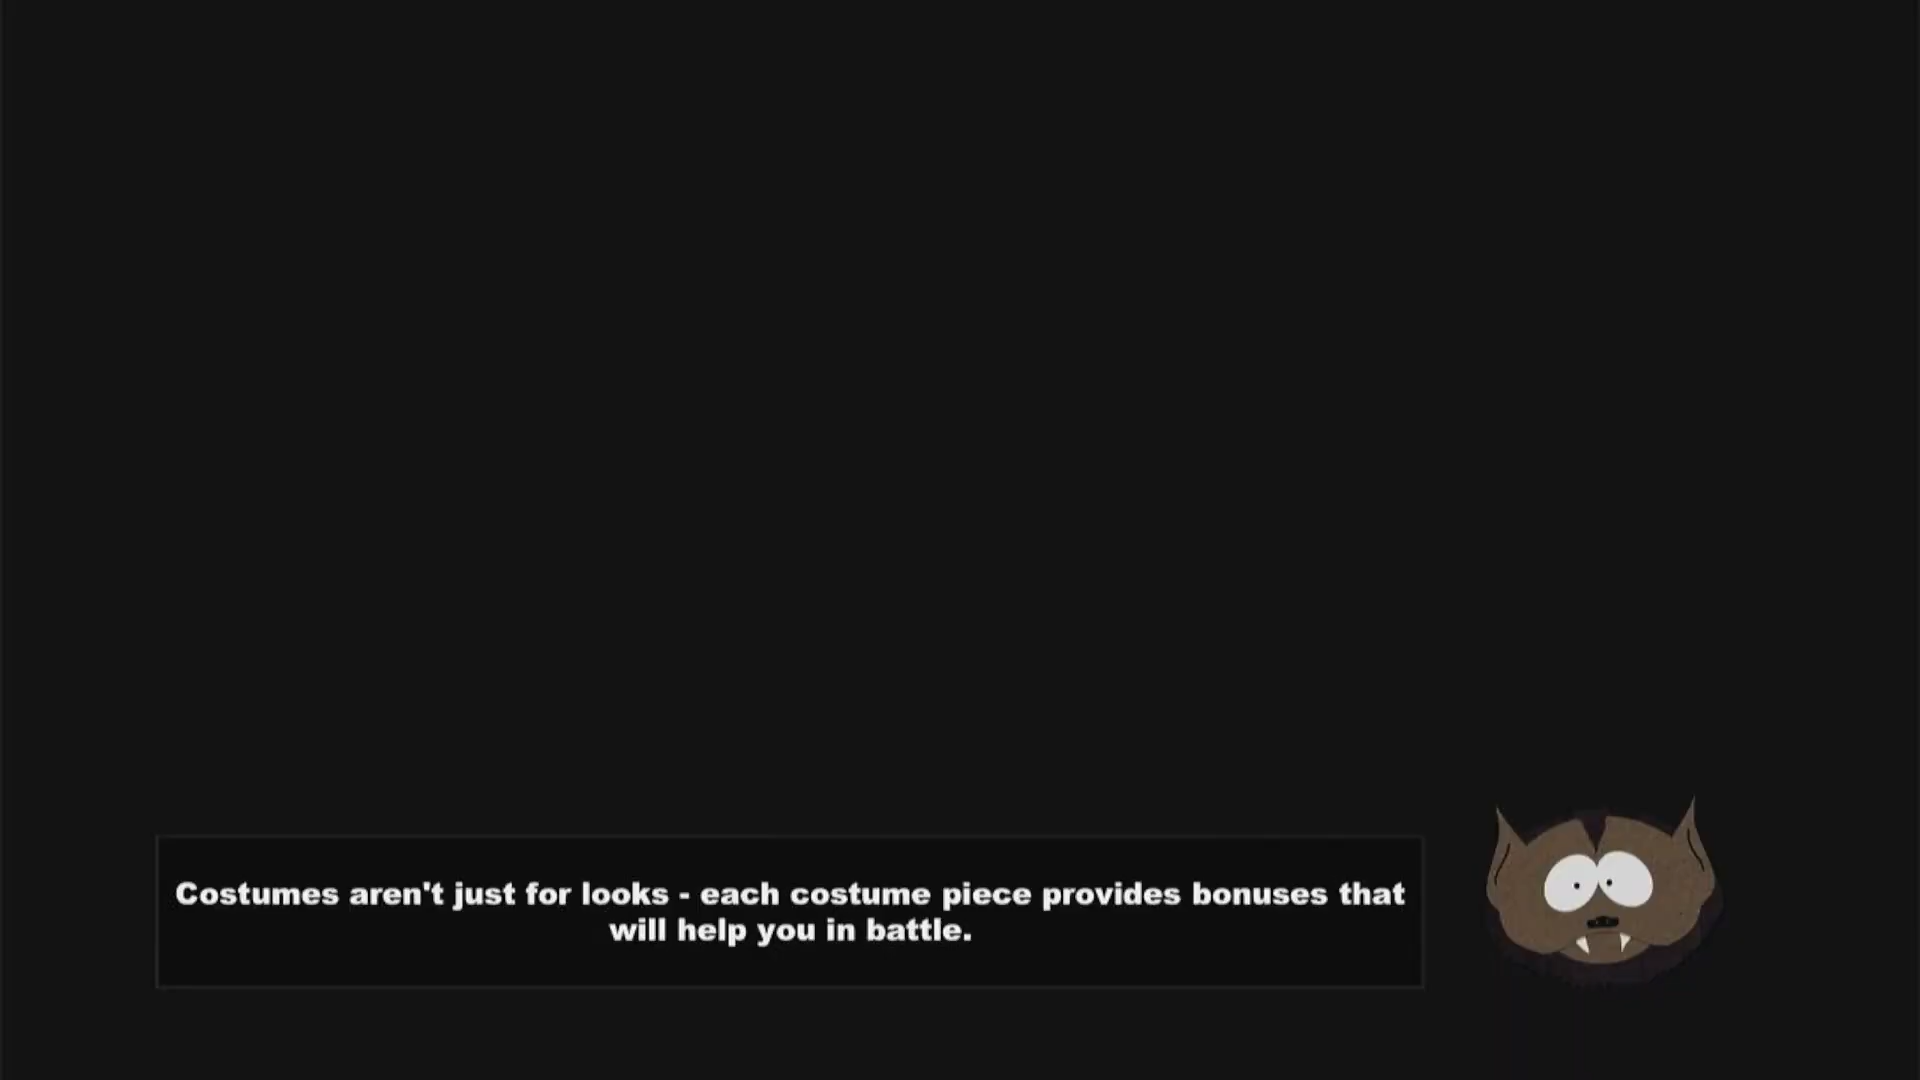 Costumes aren't just for looks - each costume piece provides bonuses that
will help you in battle.